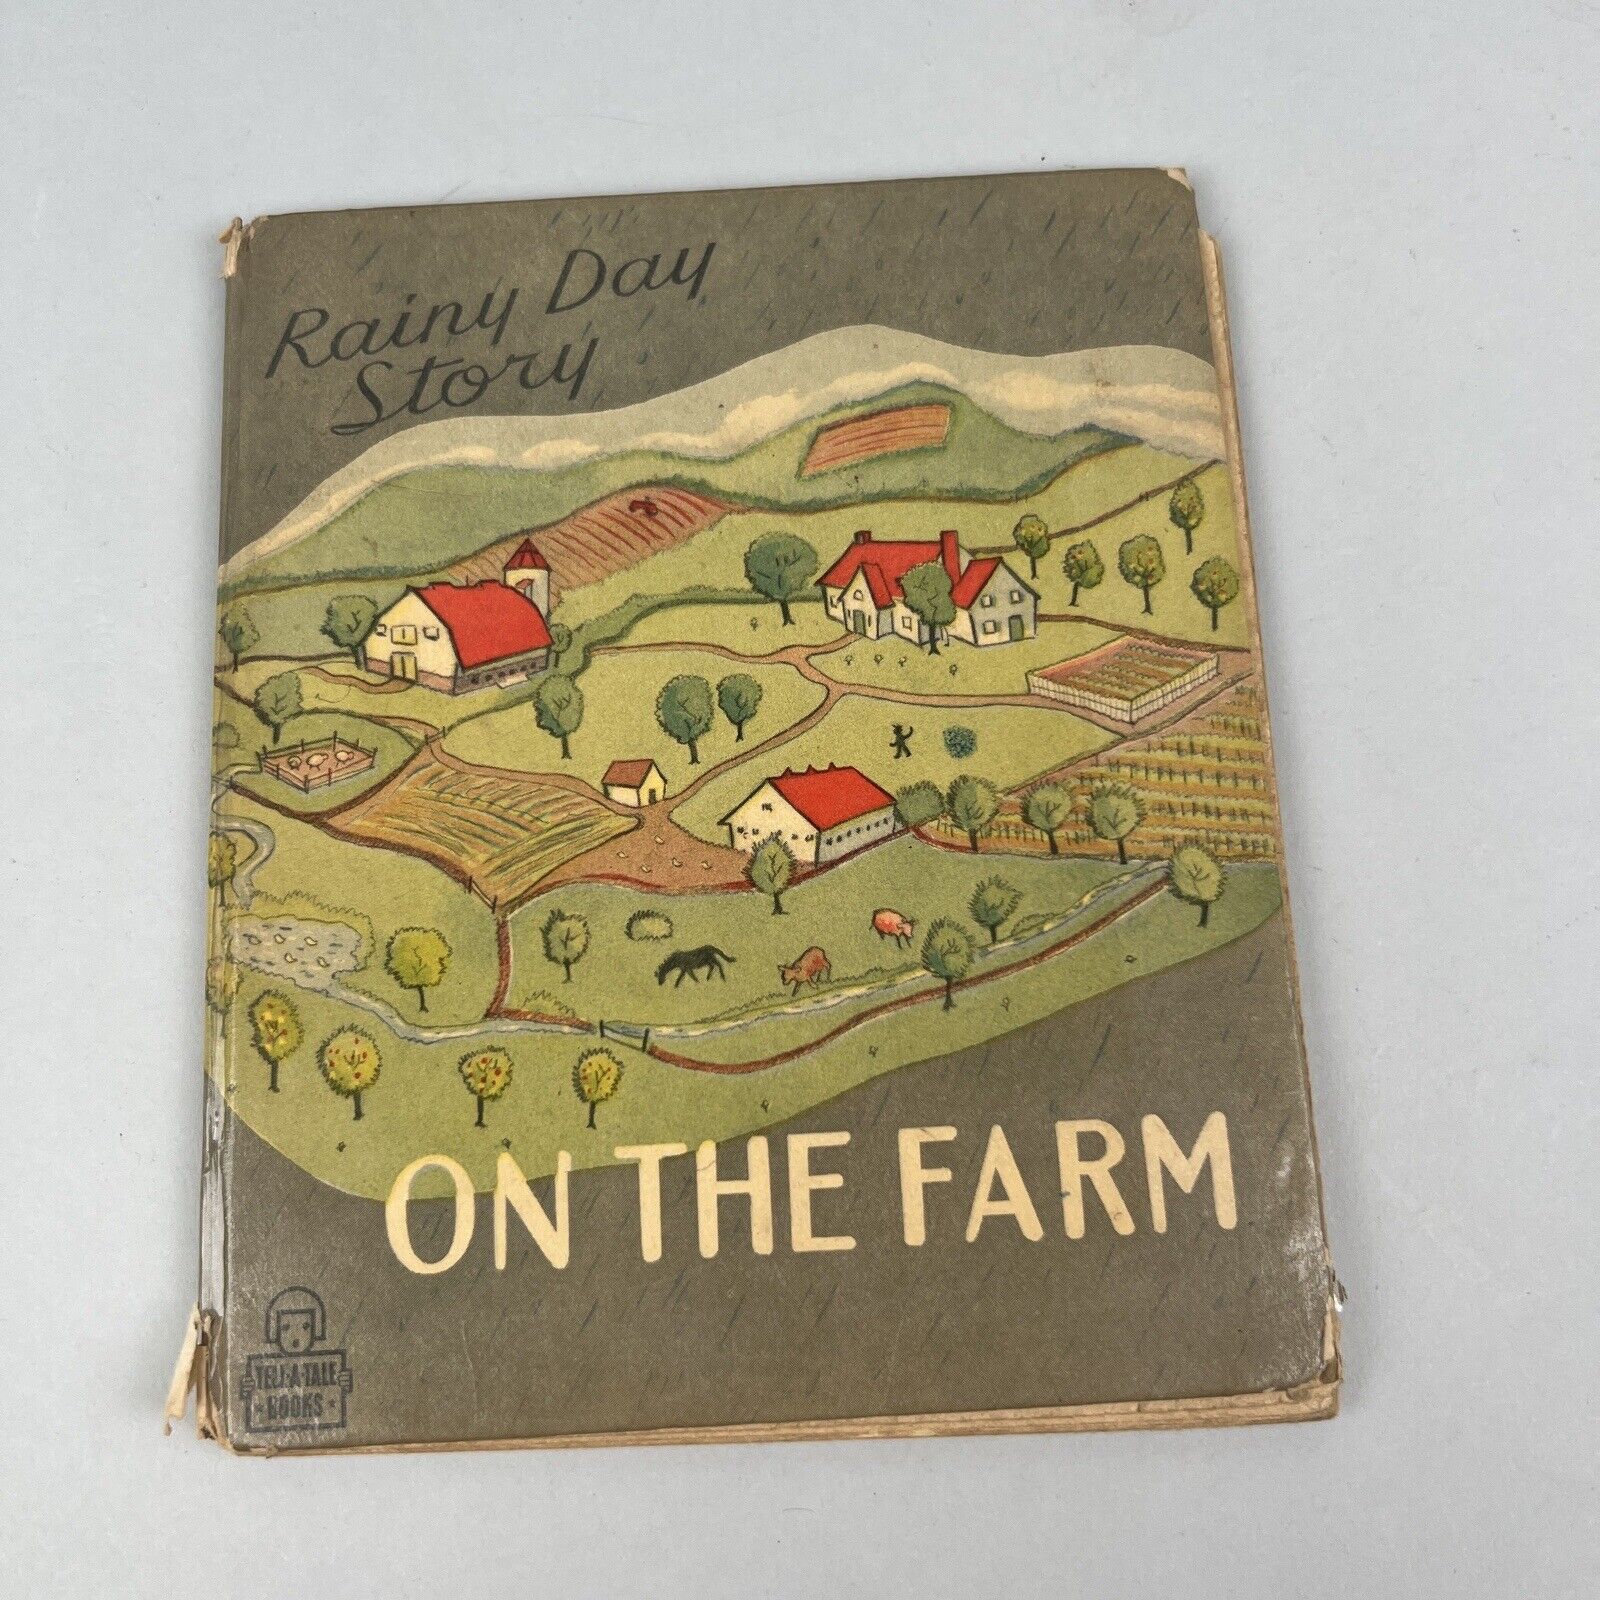 Rainy Day
Story
ON THE FARM
TELL-A-TALE
BOOKS